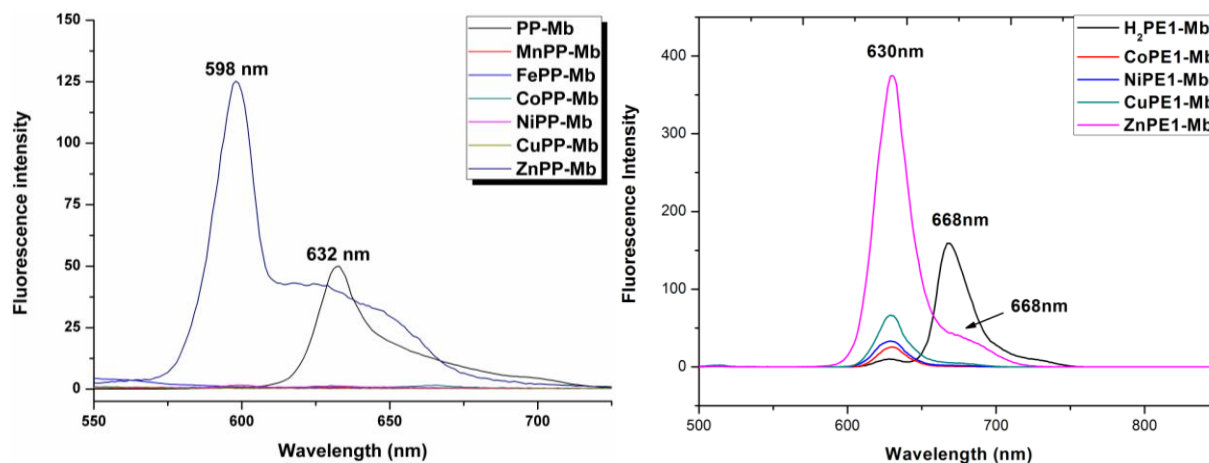 150
125
100
75
50
25
0
Fluorescence intensity
598 nm
632 nm
PP-Mb
MnPP-Mb
FePP-Mb
CoPP-Mb
NiPP-Mb
CuPP-Mb
ZnPP-Mb
550 600 650 700
Wavelength (nm)
400
300
200
100
0
Fluorescence Intensity
630nm
668nm
668nm
H₂PE1-Mb
CoPE1-Mb
NiPE1-Mb
CuPE1-Mb
ZnPE1-Mb
500 600 700 800
Wavelength (nm)